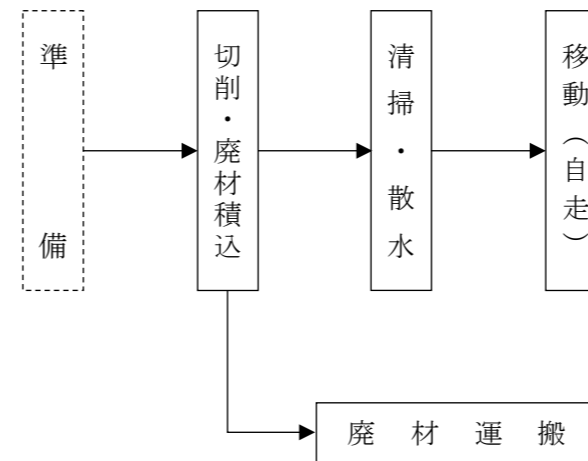 準備
切削・廃材積込
清掃・散水
移動（自走）
廃材運搬